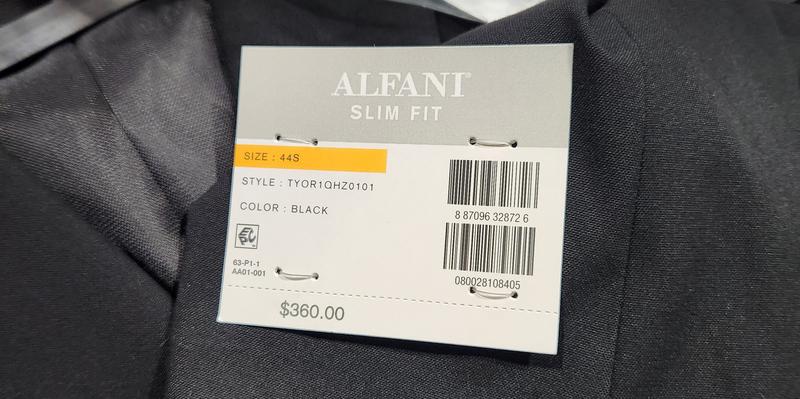 ALFANI®
SLIM FIT
SIZE : 44S
STYLE : TYOR1QHZ0101
COLOR : BLACK
EPC
63-P1-1
AA01-001
8 87096 32872 6
080028108405
$360.00